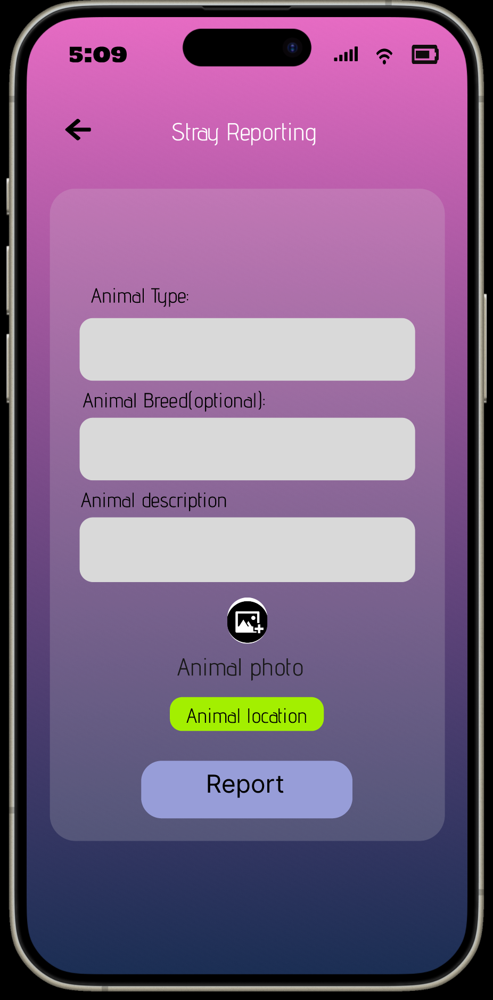 5:09
Stray Reporting
Animal Type:
Animal Breed(optional):
Animal description
Animal photo
Animal location
Report